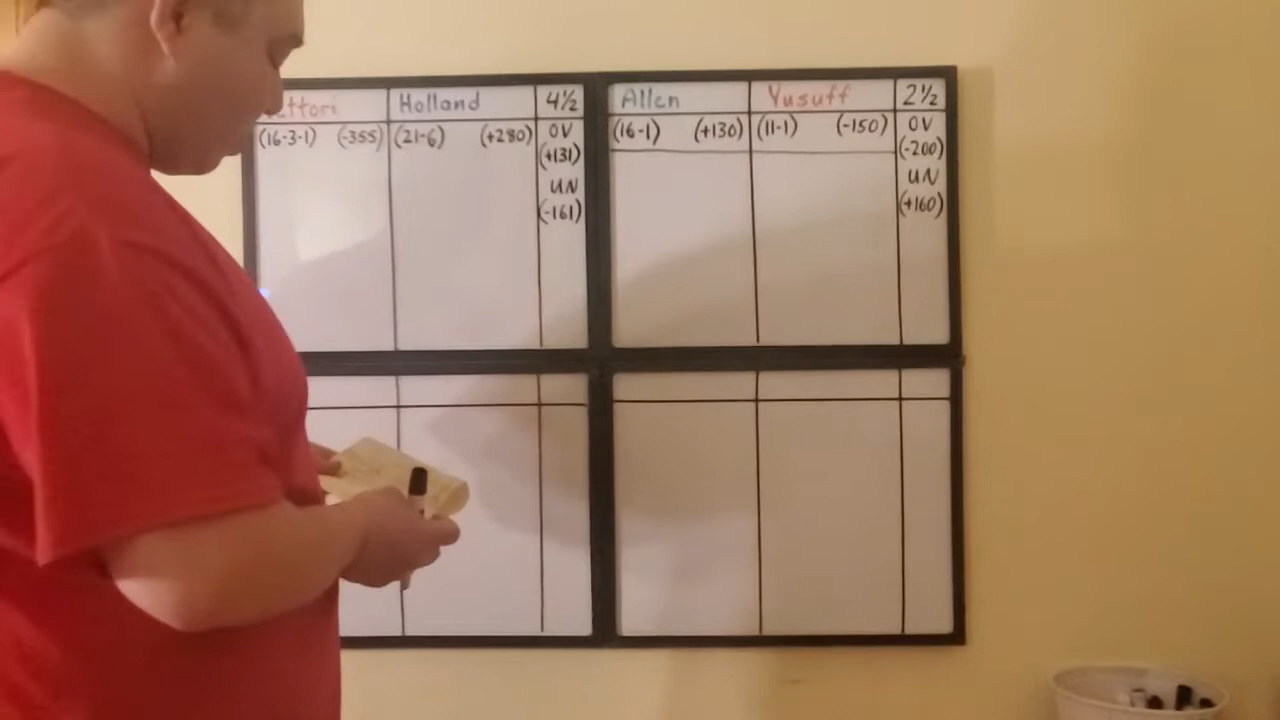 Holland 4½
(16-3-1) (-355) (21-6) (+280) OV
(+131)
UN
(-161)
Allen Yusuff 2½
(16-1) (+130) (11-1) (-150) OV
(-200)
UN
(+160)